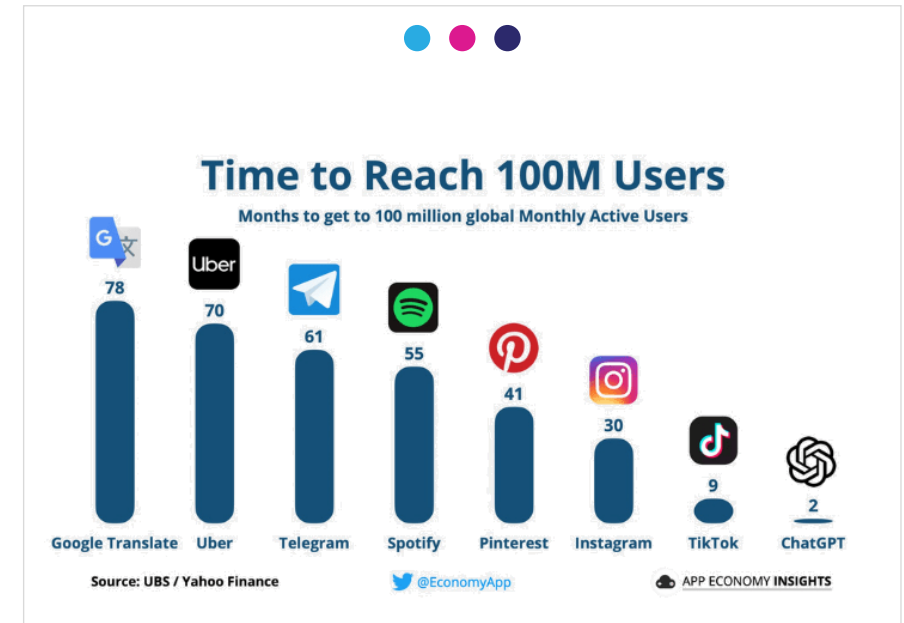 Time to Reach 100M Users
Months to get to 100 million global Monthly Active Users
G 文
Uber
78
70
61
55
41
30
9
2
Google Translate Uber Telegram Spotify Pinterest Instagram TikTok ChatGPT
Source: UBS / Yahoo Finance @EconomyApp APP ECONOMY INSIGHTS